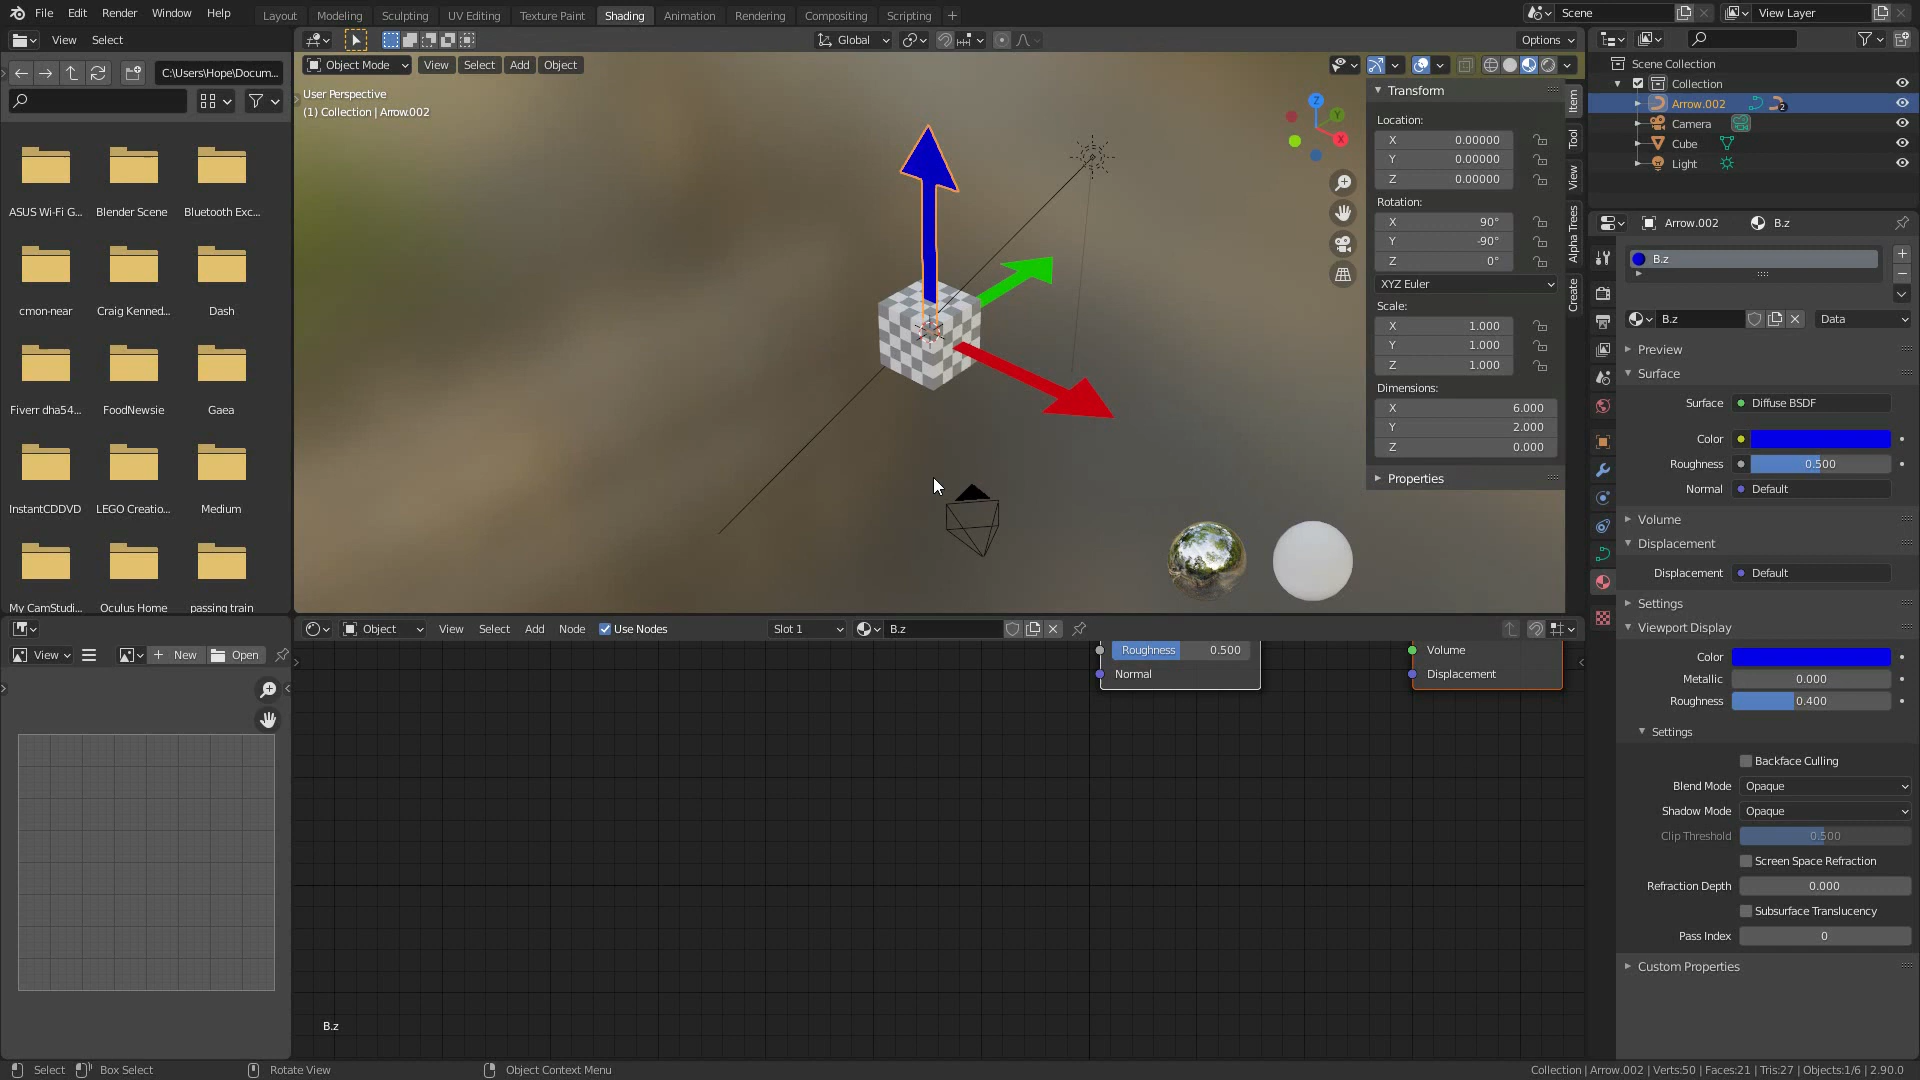 File Edit Render Window Help
Layout Modeling Sculpting UV Editing Texture Paint Shading Animation Rendering Compositing Scripting +
Scene
View Layer
View Select
Global
Options
C:\Users\Hope\Docum...
Object Mode View Select Add Object
User Perspective
(1) Collection | Arrow.002
Z
Y
X
ASUS Wi-Fi G... Blender Scene Bluetooth Exc...
cmon-near Craig Kenned... Dash
Fiverr dha54... FoodNewsie Gaea
InstantCDDVD LEGO Creatio... Medium
My CamStudi... Oculus Home passing train
Transform
Location:
X 0.00000
Y 0.00000
Z 0.00000
Rotation:
X 90°
Y -90°
Z 0°
XYZ Euler
Scale:
X 1.000
Y 1.000
Z 1.000
Dimensions:
X 6.000
Y 2.000
Z 0.000
Properties
Item
Tool
View
Alpha Trees
Create
Scene Collection
Collection
Arrow.002 2
Camera
Cube
Light
Arrow.002 B.z
B.z
B.z Data
Preview
Surface
Surface Diffuse BSDF
Color
Roughness 0.500
Normal Default
Volume
Displacement
Displacement Default
Settings
Viewport Display
Color
Metallic 0.000
Roughness 0.400
Settings
Backface Culling
Blend Mode Opaque
Shadow Mode Opaque
Clip Threshold 0.500
Screen Space Refraction
Refraction Depth 0.000
Subsurface Translucency
Pass Index 0
Custom Properties
View New Open
Object View Select Add Node Use Nodes Slot 1 B.z
Roughness 0.500
Normal
Volume
Displacement
B.z
Select Box Select Rotate View Object Context Menu
Collection | Arrow.002 | Verts:50 | Faces:21 | Tris:27 | Objects:1/6 | 2.90.0